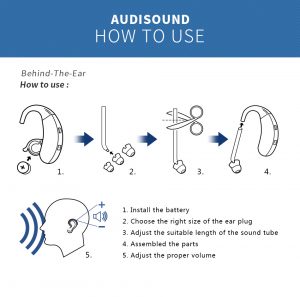 AUDISOUND
HOW TO USE
Behind-The-Ear
How to use :
1.
2.
3.
4.
5.
1. Install the battery
2. Choose the right size of the ear plug
3. Adjust the suitable length of the sound tube
4. Assembled the parts
5. Adjust the proper volume